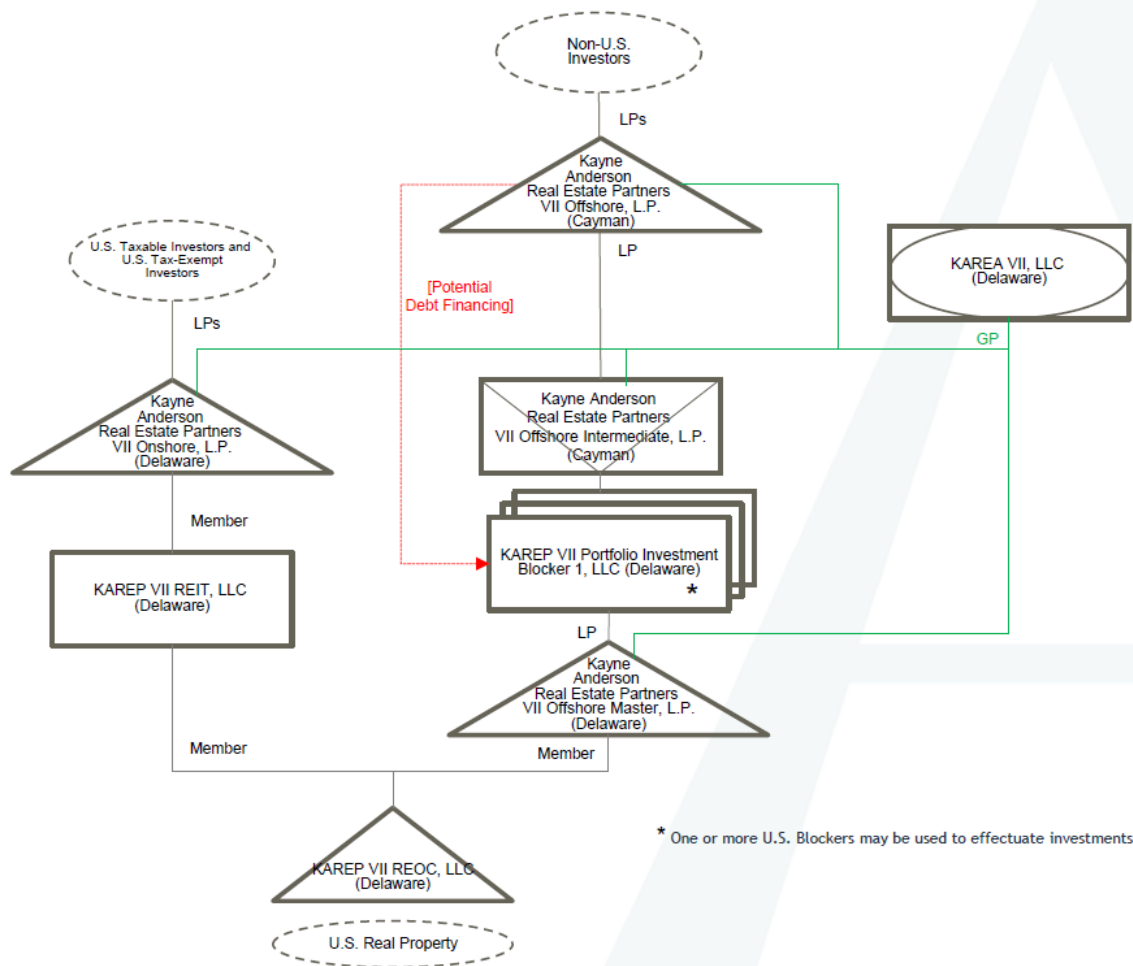 Non-U.S.
Investors
LPs
Kayne
Anderson
Real Estate Partners
VII Offshore, L.P.
(Cayman)
LP
U.S. Taxable Investors and
U.S. Tax-Exempt
Investors
LPs
[Potential
Debt Financing]
KAREA VII, LLC
(Delaware)
GP
Kayne
Anderson
Real Estate Partners
VII Onshore, L.P.
(Delaware)
Kayne Anderson
Real Estate Partners
VII Offshore Intermediate, L.P.
(Cayman)
Member
KAREP VII REIT, LLC
(Delaware)
KAREP VII Portfolio Investment
Blocker 1, LLC (Delaware)
*
LP
Kayne
Anderson
Real Estate Partners
VII Offshore Master, L.P.
(Delaware)
Member
Member
KAREP VII REOC, LLC
(Delaware)
* One or more U.S. Blockers may be used to effectuate investments
U.S. Real Property